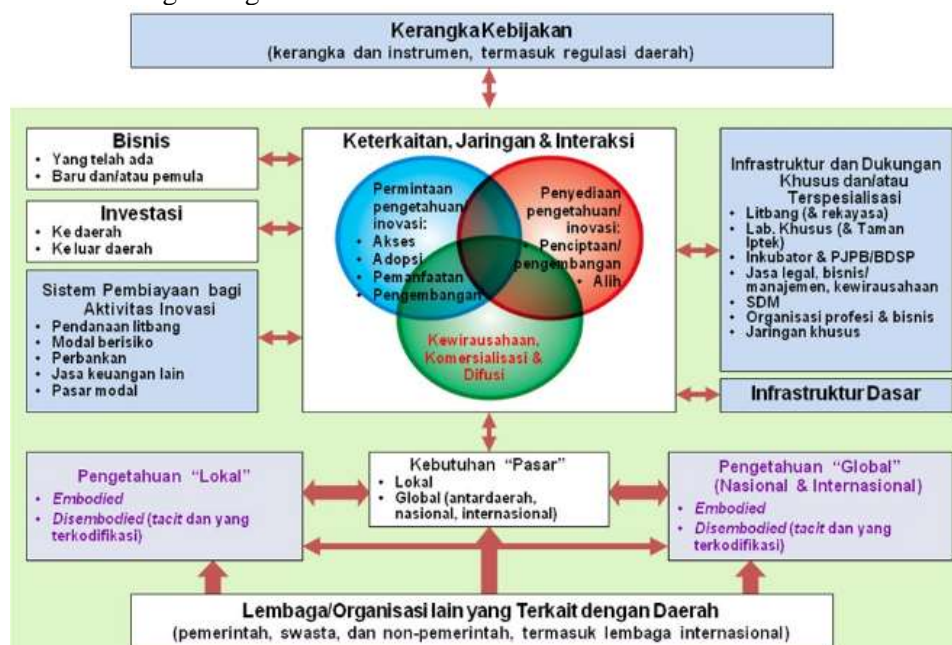 Kerangka Kebijakan
(kerangka dan instrumen, termasuk regulasi daerah)
Bisnis
• Yang telah ada
• Baru dan/atau pemula
Investasi
• Ke daerah
• Ke luar daerah
Sistem Pembiayaan bagi
Aktivitas Inovasi
• Pendanaan litbang
• Modal berisiko
• Perbankan
• Jasa keuangan lain
• Pasar modal
Keterkaitan, Jaringan & Interaksi
Permintaan
pengetahuan/
inovasi:
• Akses
• Adopsi
• Pemanfaatan
• Pengembangan
Penyediaan
pengetahuan/
inovasi:
• Penciptaan/
pengembangan
• Alih
Kewirausahaan,
Komersialisasi &
Difusi
Infrastruktur dan Dukungan
Khusus dan/atau
Terspesialisasi
• Litbang (& rekayasa)
• Lab. Khusus (& Taman
Iptek)
• Inkubator & PJPB/BDSP
• Jasa legal, bisnis/
manajemen, kewirausahaan
• SDM
• Organisasi profesi & bisnis
• Jaringan khusus
Infrastruktur Dasar
Pengetahuan “Lokal”
• Embodied
• Disembodied (tacit dan yang
terkodifikasi)
Kebutuhan “Pasar”
• Lokal
• Global (antardaerah,
nasional, internasional)
Pengetahuan “Global”
(Nasional & Internasional)
• Embodied
• Disembodied (tacit dan yang
terkodifikasi)
Lembaga/Organisasi lain yang Terkait dengan Daerah
(pemerintah, swasta, dan non-pemerintah, termasuk lembaga internasional)